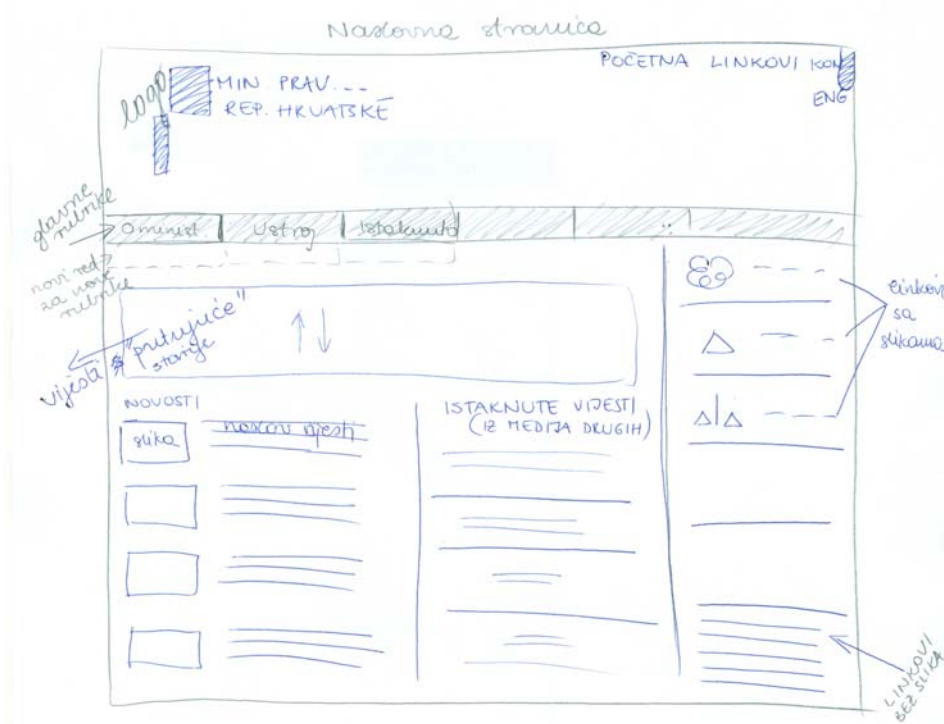 Naslovna stranica
logo
MIN. PRAV. ---
REP. HRVATSKE
POČETNA LINKOVI KON
ENG
glavne rubrike
O minist. Ustroj Istaknuto
novi red
za nove
rubrike
linkovi
sa
slikama
vijesti "putujuće"
stanje
NOVOSTI
slika
naslov vijesti
ISTAKNUTE VIJESTI
(IZ MEDIJA DRUGIH)
LINKOVI
BEZ SLIKA